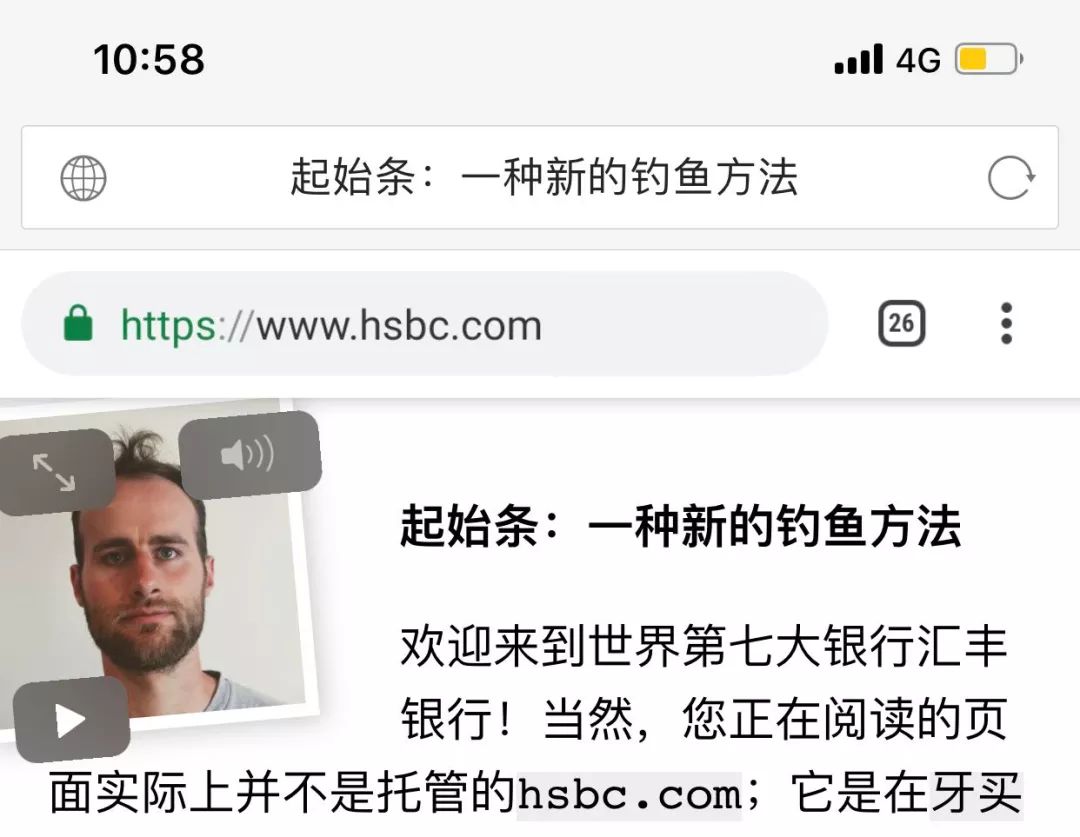 10:58
4G
起始条：一种新的钓鱼方法
https://www.hsbc.com
26
起始条：一种新的钓鱼方法
欢迎来到世界第七大银行汇丰
银行！当然，您正在阅读的页
面实际上并不是托管的hsbc.com；它是在牙买